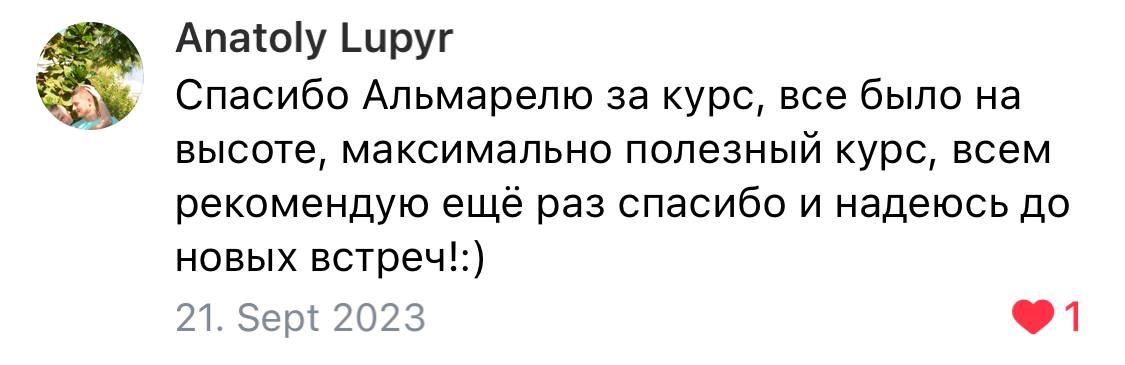 Anatoly Lupyr
Спасибо Альмарелю за курс, все было на
высоте, максимально полезный курс, всем
рекомендую ещё раз спасибо и надеюсь до
новых встреч!:)
21. Sept 2023
1